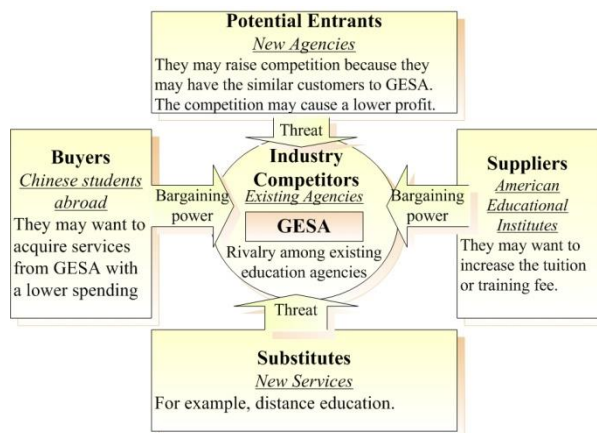 Potential Entrants
New Agencies
They may raise competition because they
may have the similar customers to GESA.
The competition may cause a lower profit.
Threat
Buyers
Chinese students
abroad
They may want to
acquire services
from GESA with
a lower spending
Bargaining
power
Industry
Competitors
Existing Agencies
GESA
Rivalry among existing
education agencies
Bargaining
power
Suppliers
American
Educational
Institutes
They may want to
increase the tuition
or training fee.
Threat
Substitutes
New Services
For example, distance education.